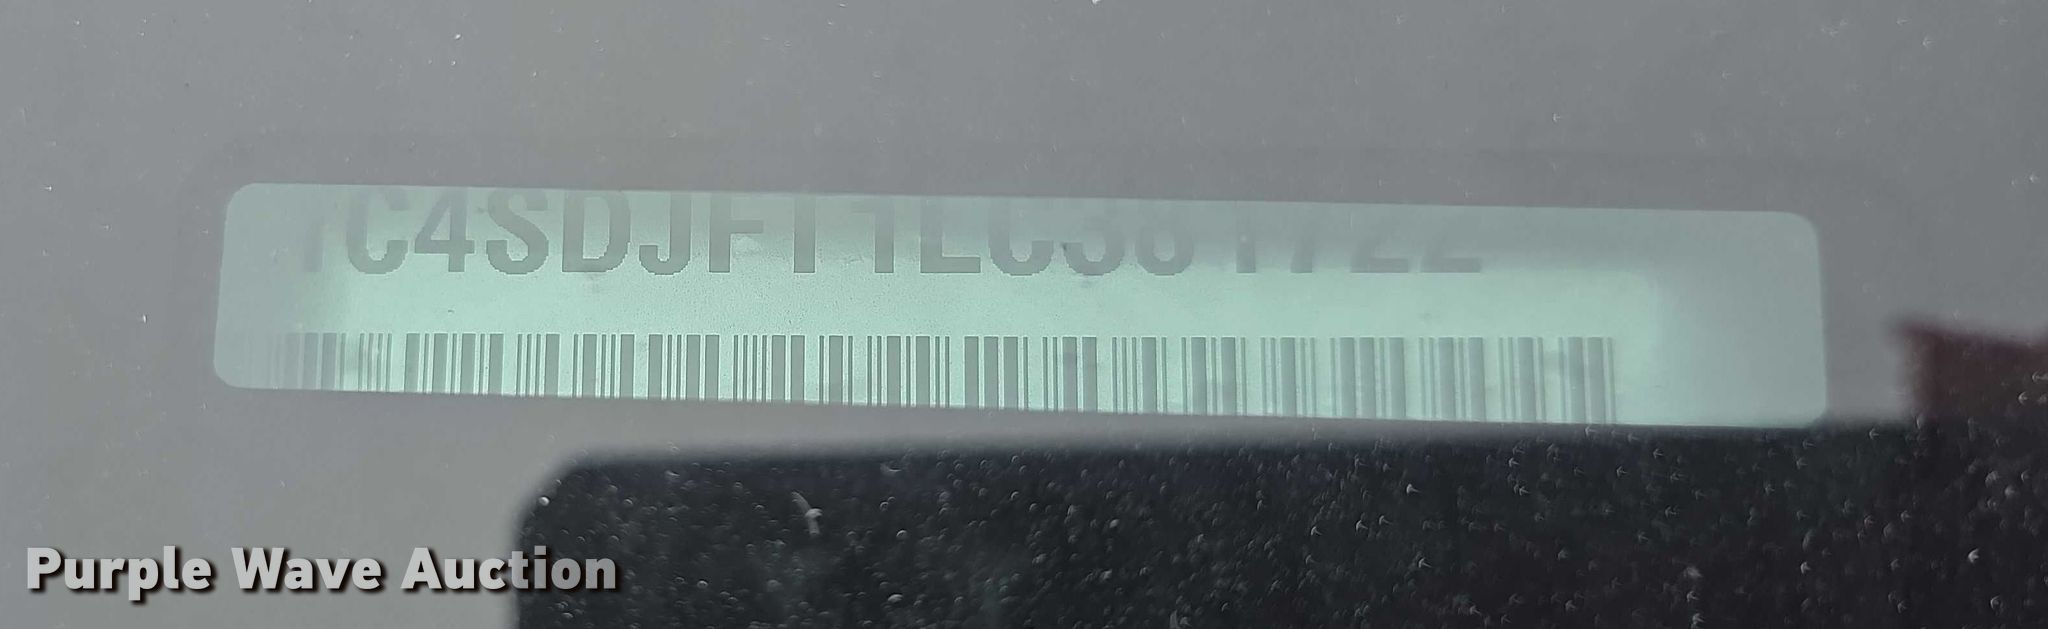 1C4SDJFT1LC381722
Purple Wave Auction